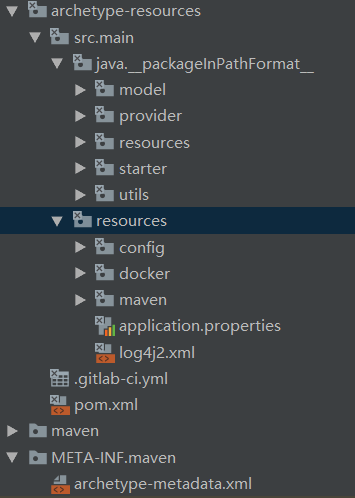 archetype-resources
src.main
java.__packageInPathFormat__
model
provider
resources
starter
utils
resources
config
docker
maven
application.properties
log4j2.xml
.gitlab-ci.yml
pom.xml
maven
META-INF.maven
archetype-metadata.xml